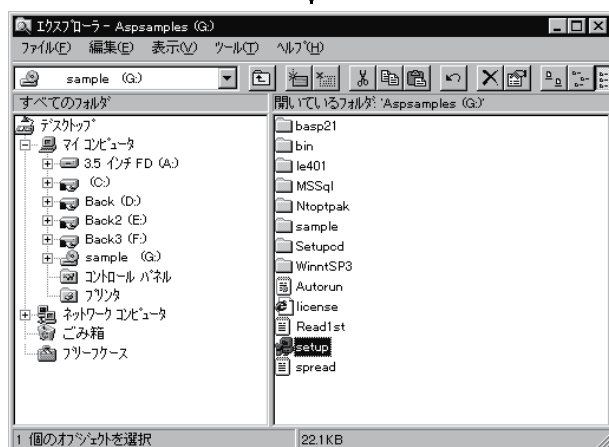 ｴｸｽﾌﾟﾛｰﾗ - Aspsamples (G:)
ﾌｧｲﾙ(F) 編集(E) 表示(V) ﾂｰﾙ(T) ﾍﾙﾌﾟ(H)
sample (G:)
すべてのﾌｫﾙﾀﾞ
ﾃﾞｽｸﾄｯﾌﾟ
ﾏｲ ｺﾝﾋﾟｭｰﾀ
3.5 ｲﾝﾁ FD (A:)
(C:)
Back (D:)
Back2 (E:)
Back3 (F:)
sample (G:)
ｺﾝﾄﾛｰﾙ ﾊﾟﾈﾙ
ﾌﾟﾘﾝﾀ
ﾈｯﾄﾜｰｸ ｺﾝﾋﾟｭｰﾀ
ごみ箱
ﾌﾞﾘｰﾌｹｰｽ
開いているﾌｫﾙﾀﾞ: 'Aspsamples (G:)'
basp21
bin
Ie401
MSSql
Ntoptpak
sample
Setupcd
WinntSP3
Autorun
license
Read1st
setup
spread
1 個のｵﾌﾞｼﾞｪｸﾄを選択
22.1KB